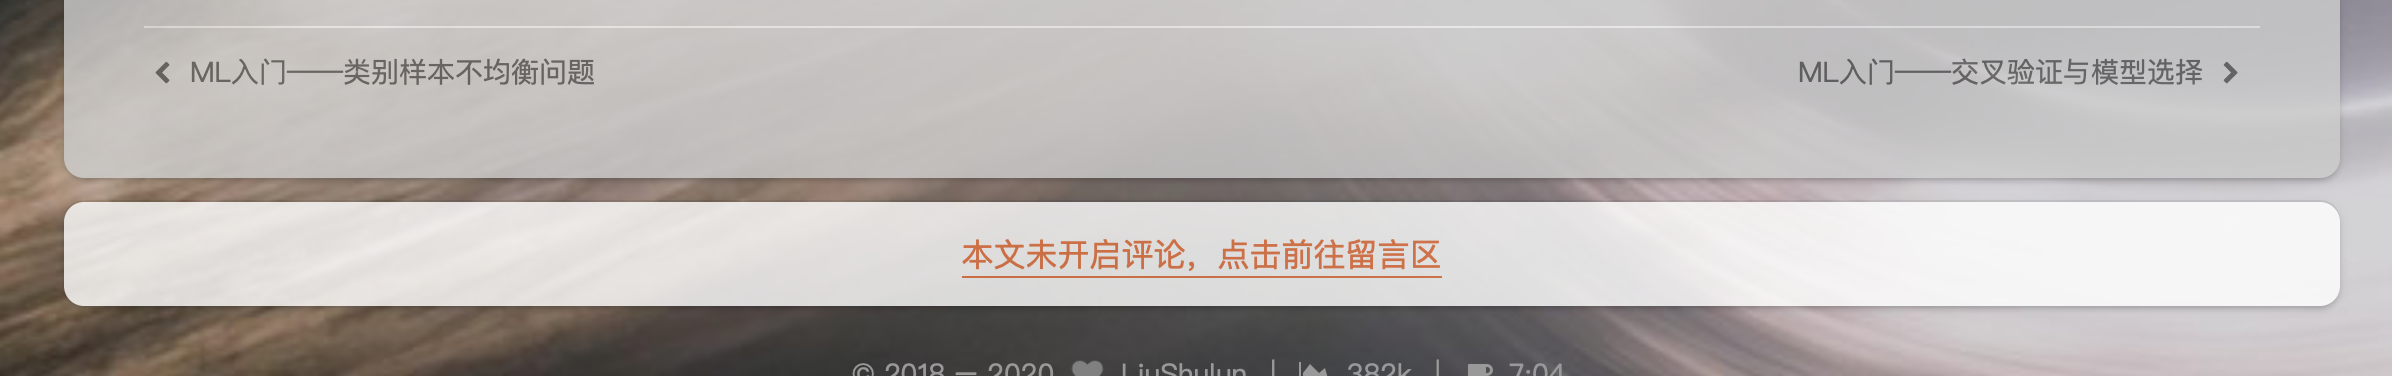 ML入门——类别样本不均衡问题
ML入门——交叉验证与模型选择
本文未开启评论，点击前往留言区
© 2018 — 2020 LiuShulun | 382k | 7:04